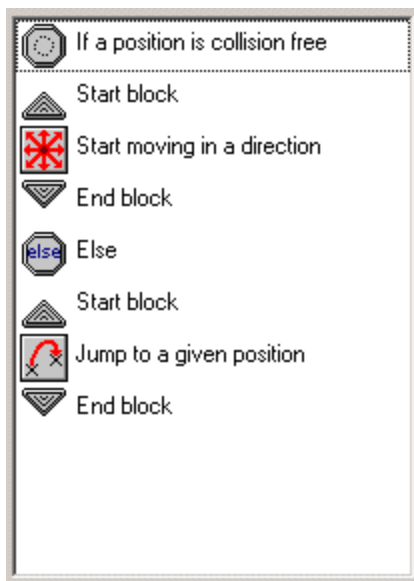 If a position is collision free
Start block
Start moving in a direction
End block
else Else
Start block
Jump to a given position
End block